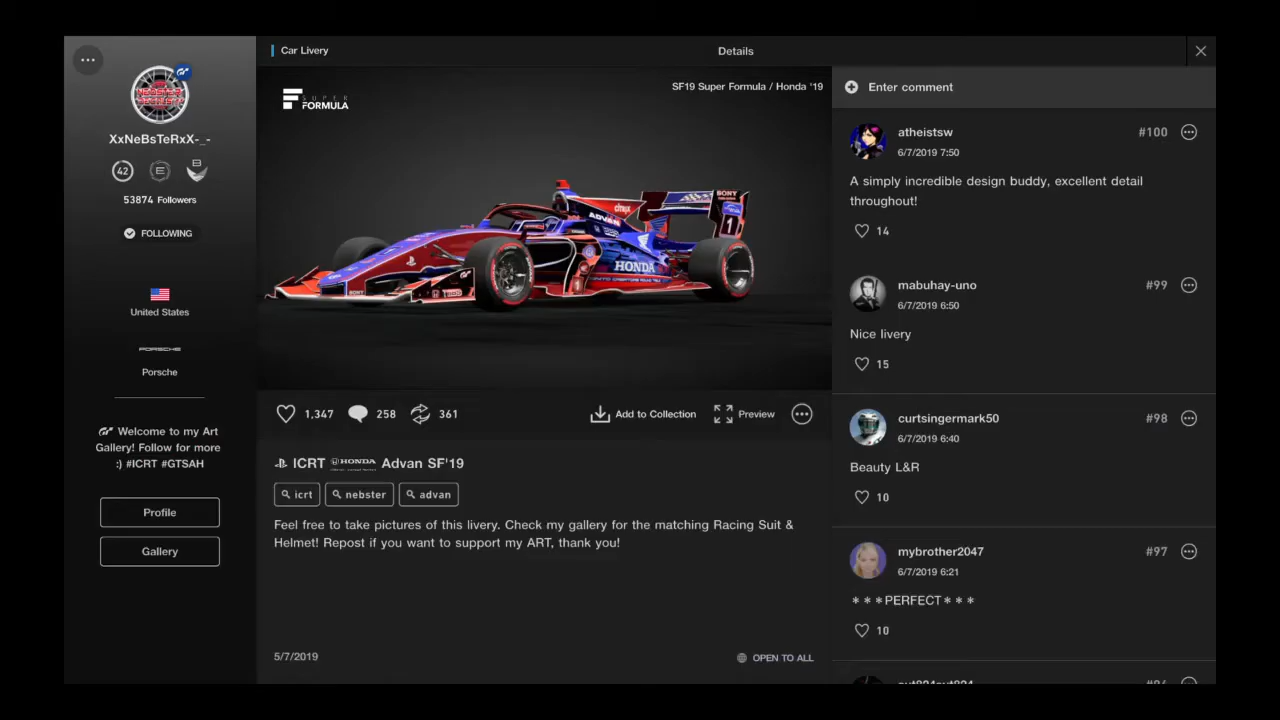 Car Livery
Details
XxNeBsTeRxX-_-
42
E
B
53874 Followers
FOLLOWING
United States
PORSCHE
Porsche
Welcome to my Art
Gallery! Follow for more
:) #ICRT #GTSAH
Profile
Gallery
SUPER
FORMULA
SF19 Super Formula / Honda '19
citrix
ADVAN
SONY
1
HONDA
SONY
1,347
258
361
Add to Collection
Preview
ICRT HONDA Advan SF'19
icrt
nebster
advan
Feel free to take pictures of this livery. Check my gallery for the matching Racing Suit &
Helmet! Repost if you want to support my ART, thank you!
5/7/2019
OPEN TO ALL
Enter comment
atheistsw
#100
6/7/2019 7:50
A simply incredible design buddy, excellent detail
throughout!
14
mabuhay-uno
#99
6/7/2019 6:50
Nice livery
15
curtsingermark50
#98
6/7/2019 6:40
Beauty L&R
10
mybrother2047
#97
6/7/2019 6:21
***PERFECT***
10